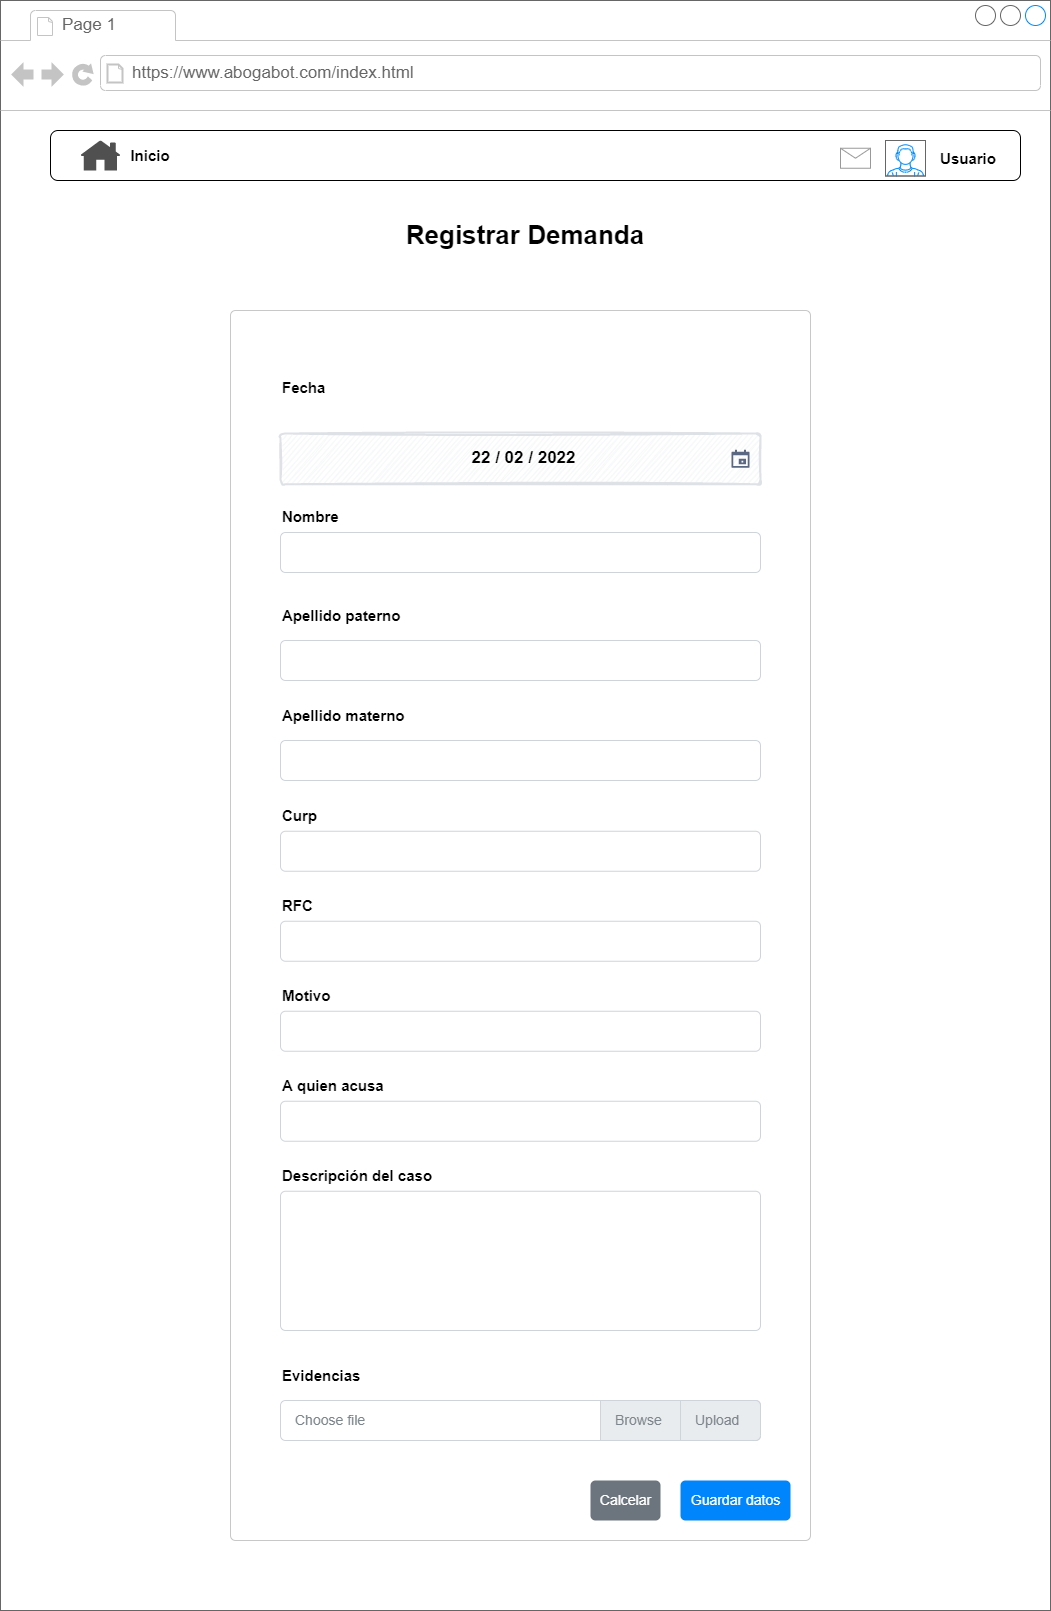 Page 1
https://www.abogabot.com/index.html
Inicio
Usuario
Registrar Demanda
Fecha
22 / 02 / 2022
Nombre
Apellido paterno
Apellido materno
Curp
RFC
Motivo
A quien acusa
Descripción del caso
Evidencias
Choose file Browse Upload
Calcelar Guardar datos